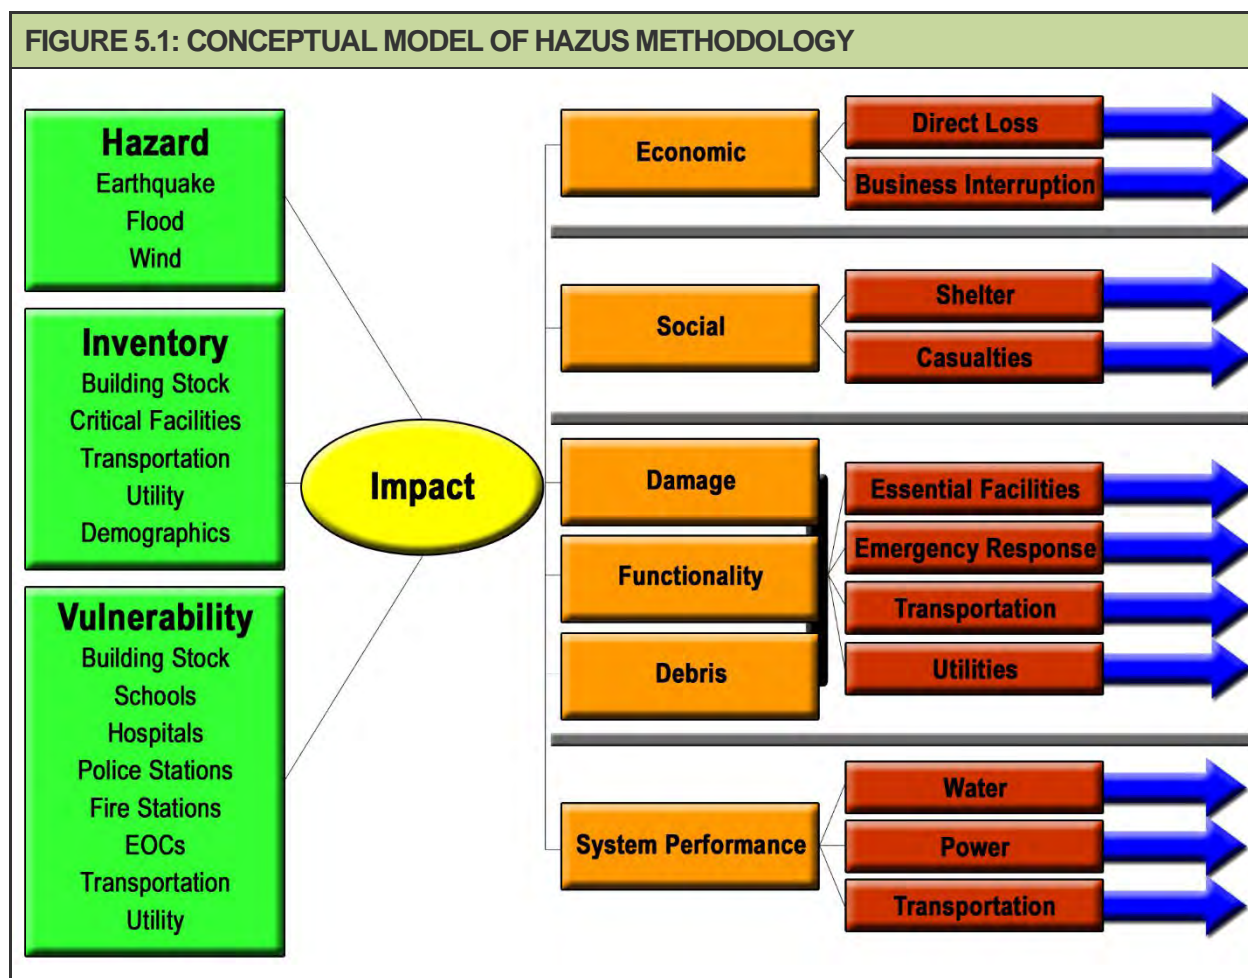 FIGURE 5.1: CONCEPTUAL MODEL OF HAZUS METHODOLOGY
Hazard
Earthquake
Flood
Wind
Inventory
Building Stock
Critical Facilities
Transportation
Utility
Demographics
Vulnerability
Building Stock
Schools
Hospitals
Police Stations
Fire Stations
EOCs
Transportation
Utility
Impact
Economic
Direct Loss
Business Interruption
Social
Shelter
Casualties
Damage
Functionality
Debris
Essential Facilities
Emergency Response
Transportation
Utilities
System Performance
Water
Power
Transportation